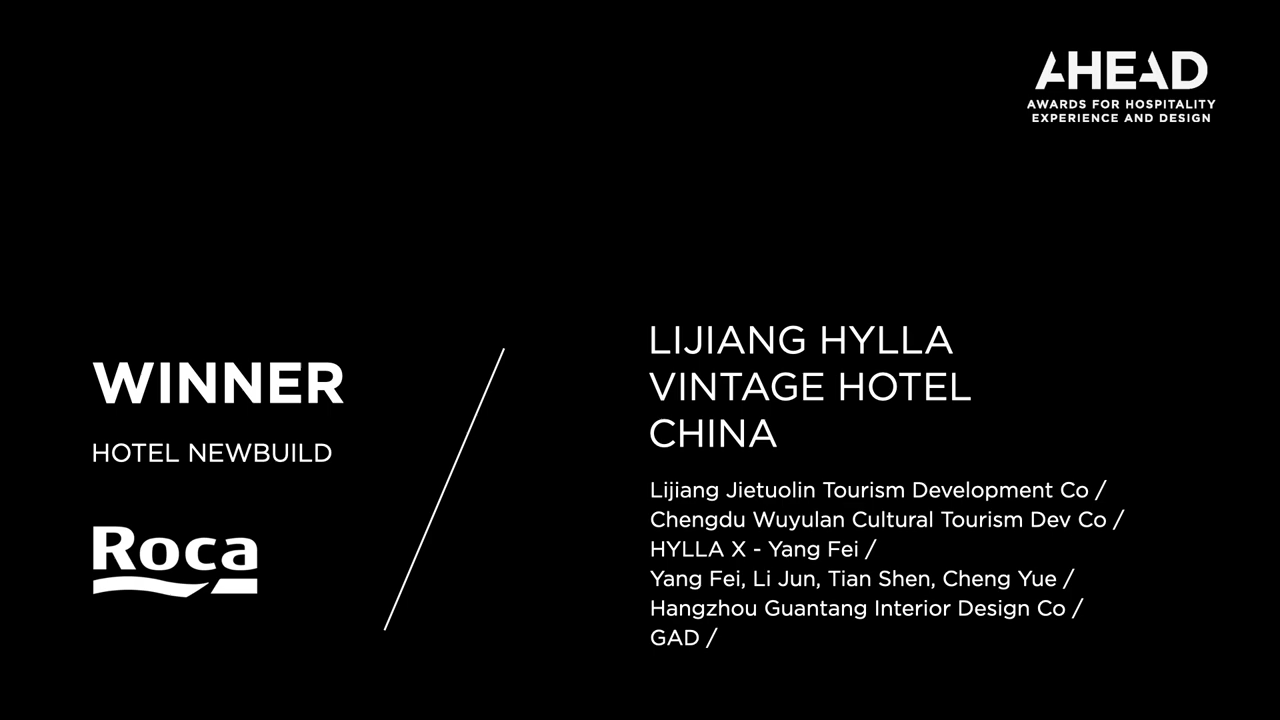 AHEAD
AWARDS FOR HOSPITALITY
EXPERIENCE AND DESIGN
WINNER
HOTEL NEWBUILD
Roca
LIJIANG HYLLA
VINTAGE HOTEL
CHINA
Lijiang Jietuolin Tourism Development Co /
Chengdu Wuyulan Cultural Tourism Dev Co /
HYLLA X - Yang Fei /
Yang Fei, Li Jun, Tian Shen, Cheng Yue /
Hangzhou Guantang Interior Design Co /
GAD /